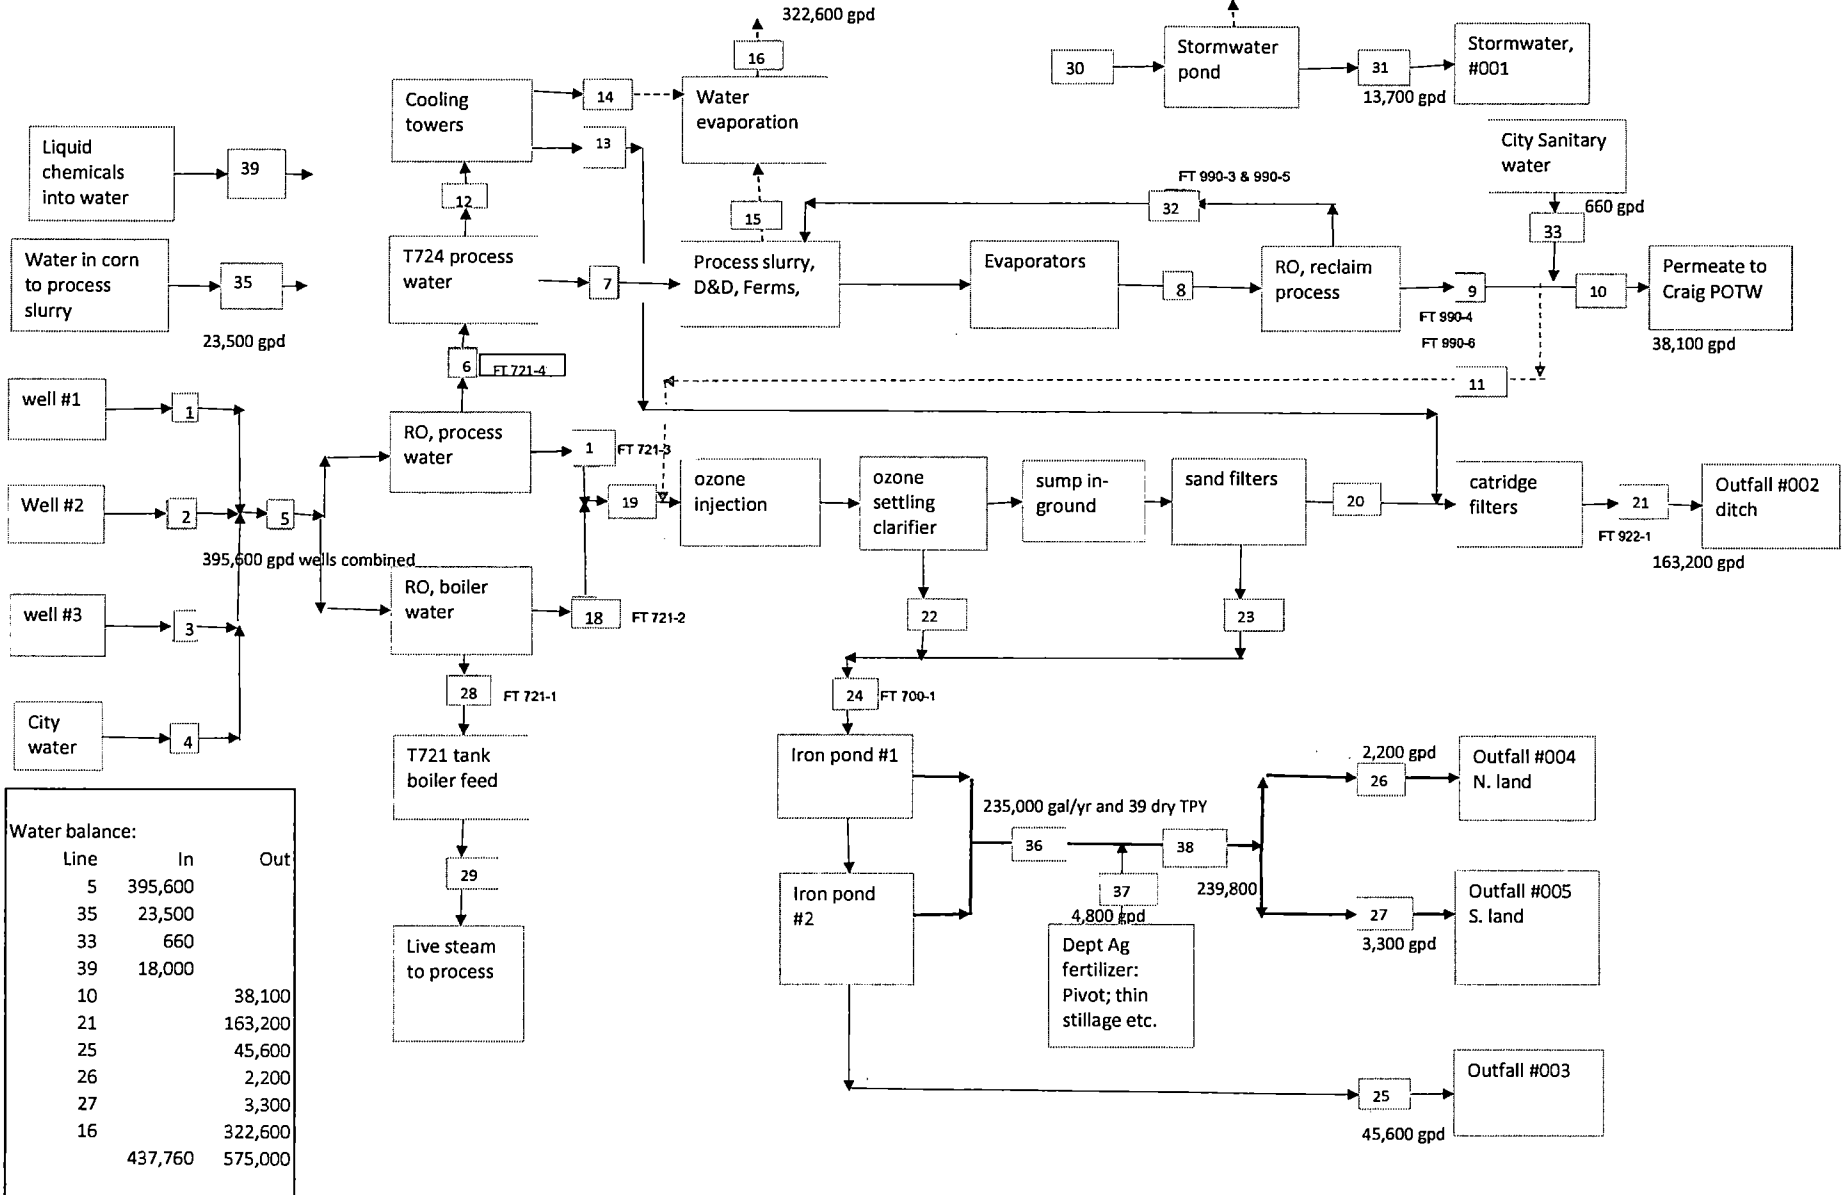 322,600 gpd
16
Stormwater
pond
30
31
13,700 gpd
Stormwater,
#001
Cooling
towers
14
13
Water
evaporation
Liquid
chemicals
into water
39
12
15
City Sanitary
water
660 gpd
33
FT 990-3 & 990-5
32
Water in corn
to process
slurry
35
23,500 gpd
T724 process
water
7
Process slurry,
D&D, Ferms,
Evaporators
8
RO, reclaim
process
9
FT 990-4
FT 990-6
10
Permeate to
Craig POTW
38,100 gpd
6
FT 721-4
11
well #1
1
RO, process
water
1
FT 721-3
Well #2
2
5
395,600 gpd wells combined
19
ozone
injection
ozone
settling
clarifier
sump in-
ground
sand filters
20
catridge
filters
21
FT 922-1
Outfall #002
ditch
163,200 gpd
well #3
3
RO, boiler
water
18
FT 721-2
22
23
City
water
4
28
FT 721-1
24
FT 700-1
T721 tank
boiler feed
29
Live steam
to process
Iron pond #1
Iron pond
#2
235,000 gal/yr and 39 dry TPY
36
37
4,800 gpd
38
239,800
Dept Ag
fertilizer:
Pivot; thin
stillage etc.
2,200 gpd
26
Outfall #004
N. land
27
3,300 gpd
Outfall #005
S. land
25
45,600 gpd
Outfall #003
Water balance:
Line In Out
5 395,600
35 23,500
33 660
39 18,000
10 38,100
21 163,200
25 45,600
26 2,200
27 3,300
16 322,600
437,760 575,000